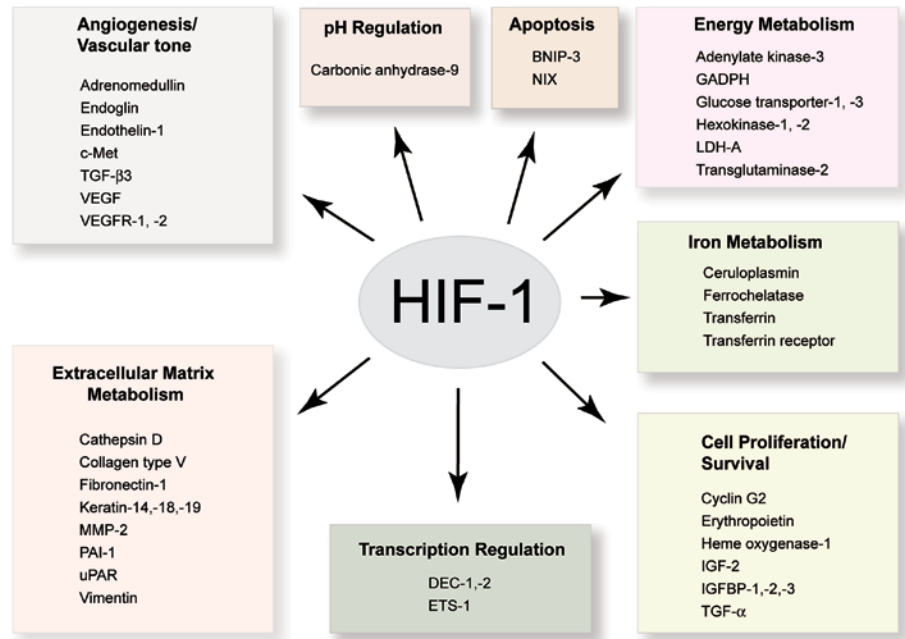 Angiogenesis/
Vascular tone
Adrenomedullin
Endoglin
Endothelin-1
c-Met
TGF-β3
VEGF
VEGFR-1, -2
pH Regulation
Carbonic anhydrase-9
Apoptosis
BNIP-3
NIX
Energy Metabolism
Adenylate kinase-3
GADPH
Glucose transporter-1, -3
Hexokinase-1, -2
LDH-A
Transglutaminase-2
HIF-1
Iron Metabolism
Ceruloplasmin
Ferrochelatase
Transferrin
Transferrin receptor
Extracellular Matrix
Metabolism
Cathepsin D
Collagen type V
Fibronectin-1
Keratin-14,-18,-19
MMP-2
PAI-1
uPAR
Vimentin
Transcription Regulation
DEC-1,-2
ETS-1
Cell Proliferation/
Survival
Cyclin G2
Erythropoietin
Heme oxygenase-1
IGF-2
IGFBP-1,-2,-3
TGF-α